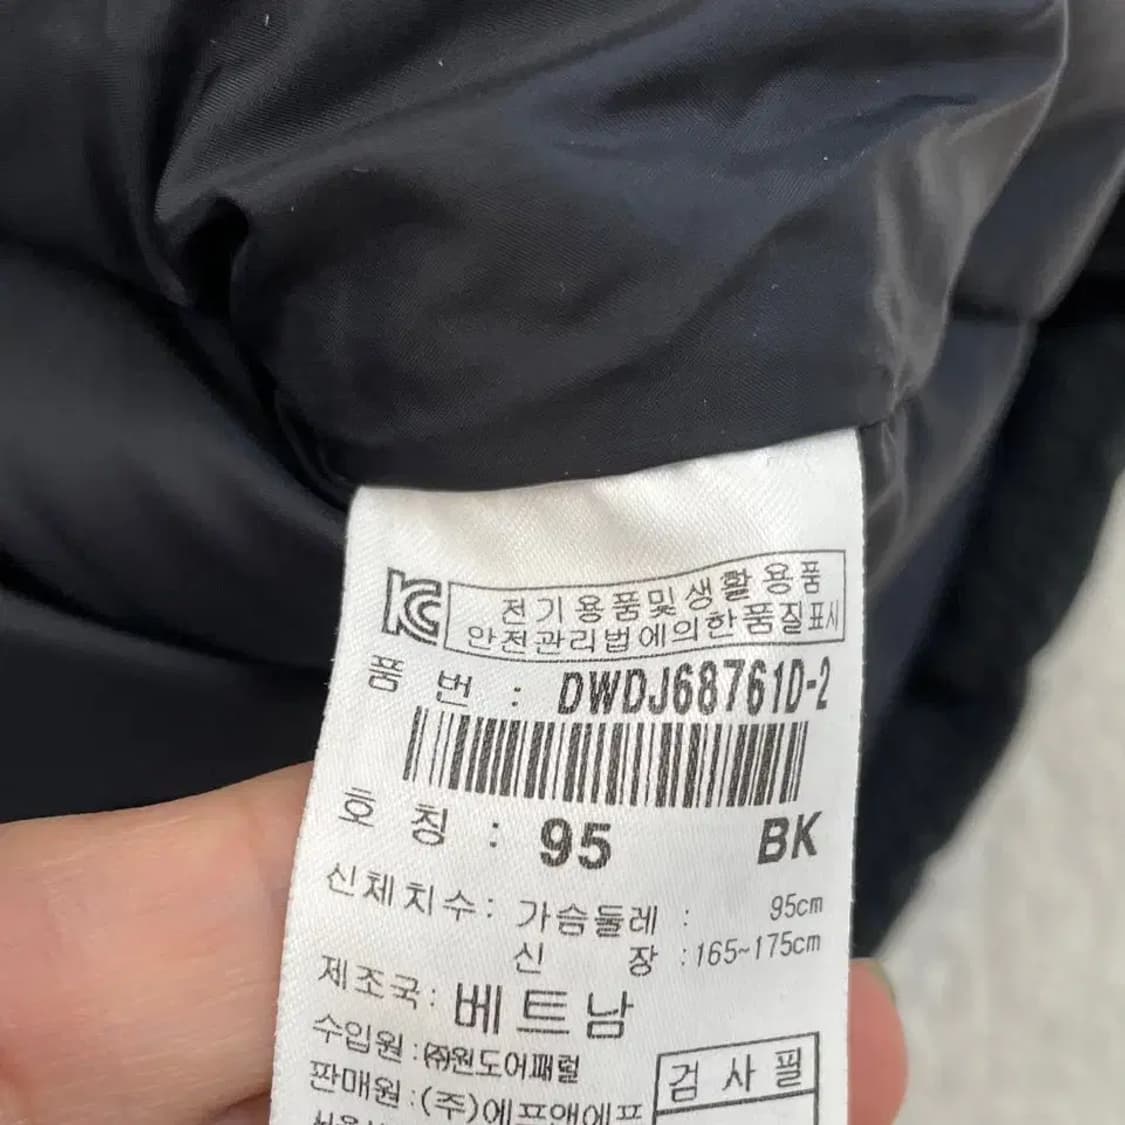 KC 전기용품및생활용품
안전관리법에의한품질표시
품 번 : DWDJ68761D-2
호 칭 : 95 BK
신체치수: 가슴둘레 : 95cm
신 장 : 165~175cm
제조국: 베트남
수입원 : (주)원도어패럴
판매원 : (주)에프앤에프
검 사 필